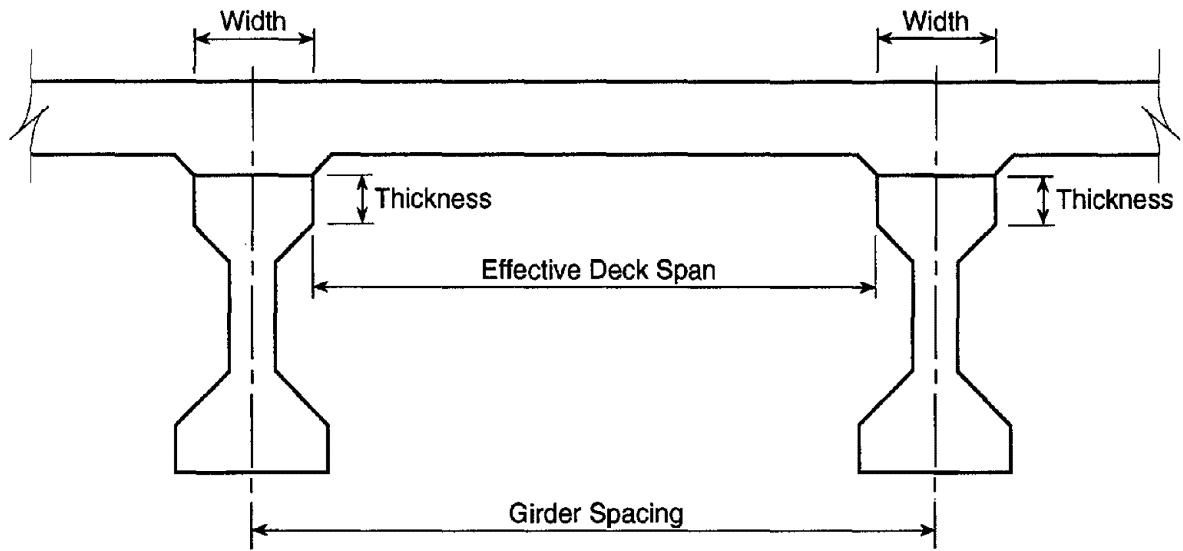 Width
Width
Thickness
Thickness
Effective Deck Span
Girder Spacing